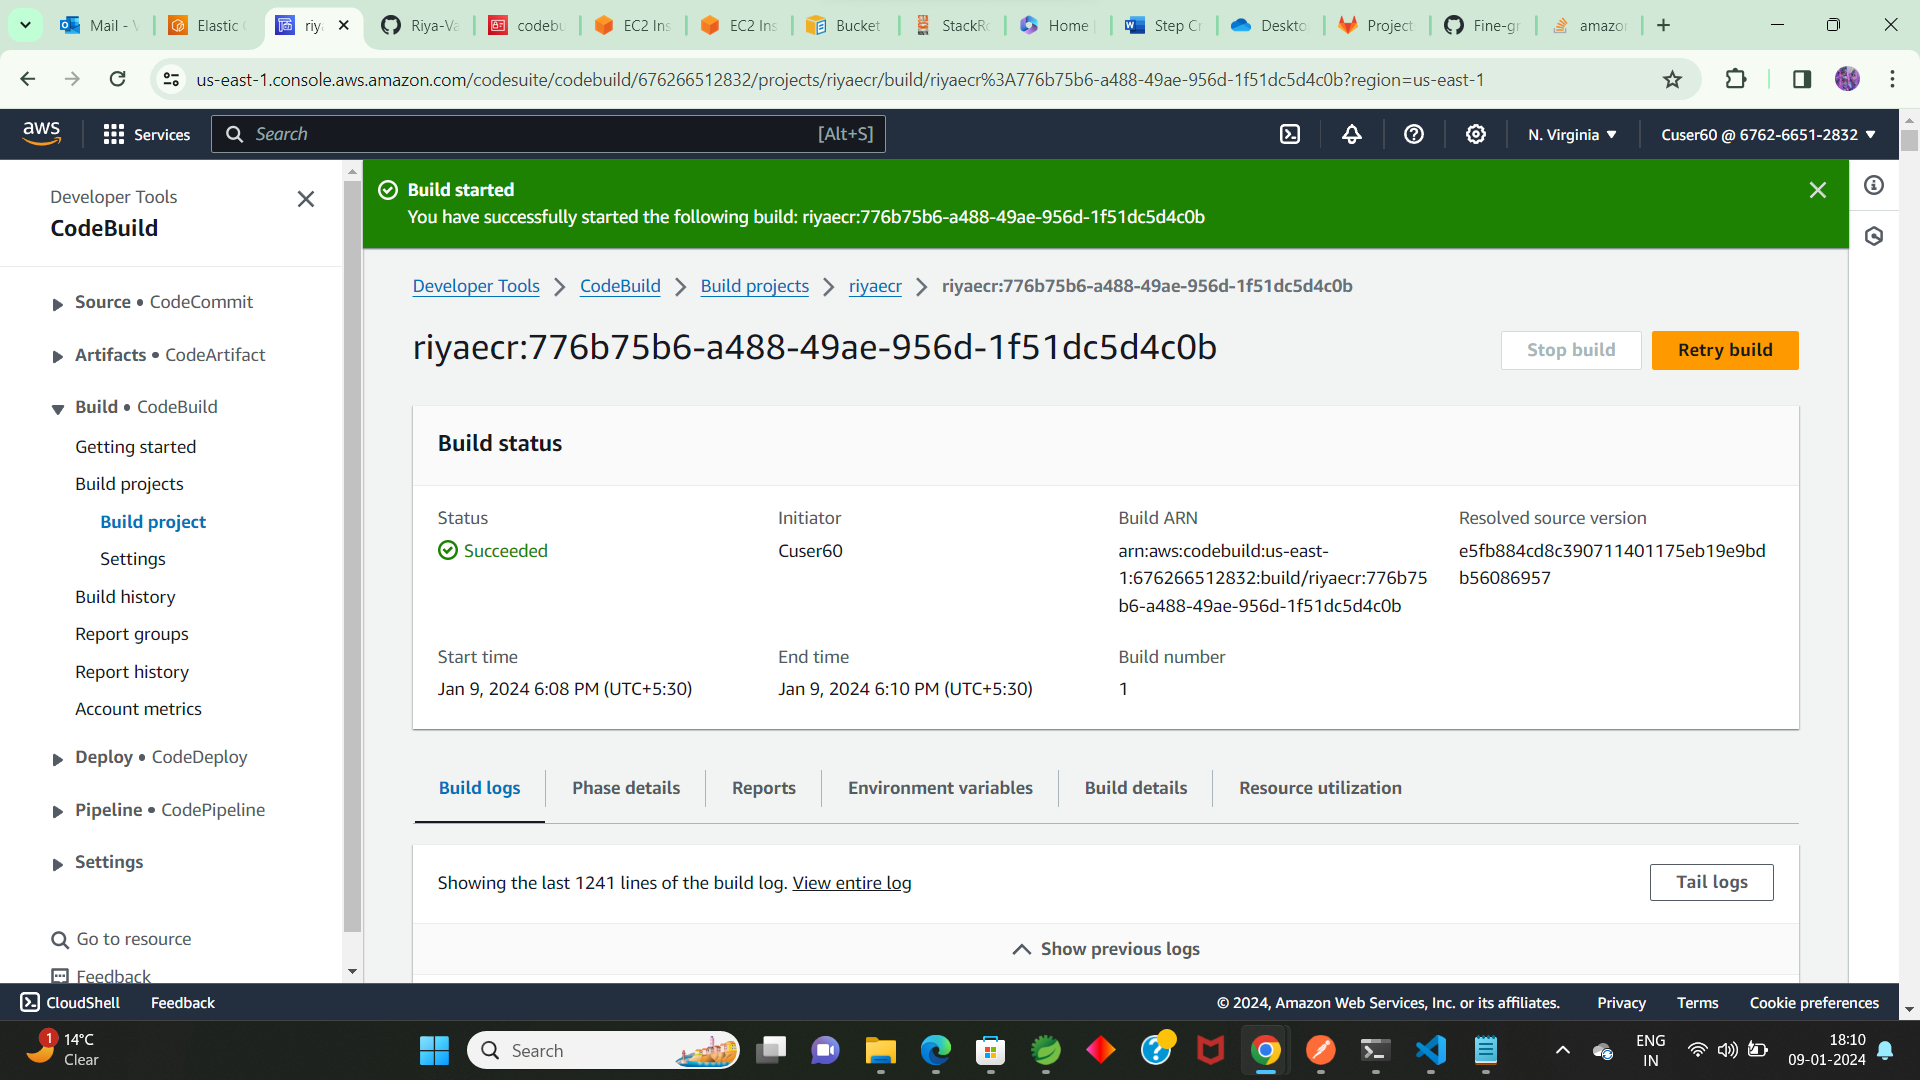 Mail - V
Elastic C
riya
Riya-Va
codebu
EC2 Ins
EC2 Ins
Bucket
StackRo
Home |
Step Cr
Deskto
Project
Fine-gr
amazon
us-east-1.console.aws.amazon.com/codesuite/codebuild/676266512832/projects/riyaecr/build/riyaecr%3A776b75b6-a488-49ae-956d-1f51dc5d4c0b?region=us-east-1
aws
Services
Search
[Alt+S]
N. Virginia
Cuser60 @ 6762-6651-2832
Developer Tools
CodeBuild
Source • CodeCommit
Artifacts • CodeArtifact
Build • CodeBuild
Getting started
Build projects
Build project
Settings
Build history
Report groups
Report history
Account metrics
Deploy • CodeDeploy
Pipeline • CodePipeline
Settings
Go to resource
Feedback
Build started
You have successfully started the following build: riyaecr:776b75b6-a488-49ae-956d-1f51dc5d4c0b
Developer Tools
CodeBuild
Build projects
riyaecr
riyaecr:776b75b6-a488-49ae-956d-1f51dc5d4c0b
riyaecr:776b75b6-a488-49ae-956d-1f51dc5d4c0b
Stop build
Retry build
Build status
Status
Succeeded
Initiator
Cuser60
Build ARN
arn:aws:codebuild:us-east-
1:676266512832:build/riyaecr:776b75
b6-a488-49ae-956d-1f51dc5d4c0b
Resolved source version
e5fb884cd8c390711401175eb19e9bd
b56086957
Start time
Jan 9, 2024 6:08 PM (UTC+5:30)
End time
Jan 9, 2024 6:10 PM (UTC+5:30)
Build number
1
Build logs
Phase details
Reports
Environment variables
Build details
Resource utilization
Showing the last 1241 lines of the build log. View entire log
Tail logs
Show previous logs
CloudShell
Feedback
© 2024, Amazon Web Services, Inc. or its affiliates.
Privacy
Terms
Cookie preferences
1
14°C
Clear
Search
ENG
IN
18:10
09-01-2024